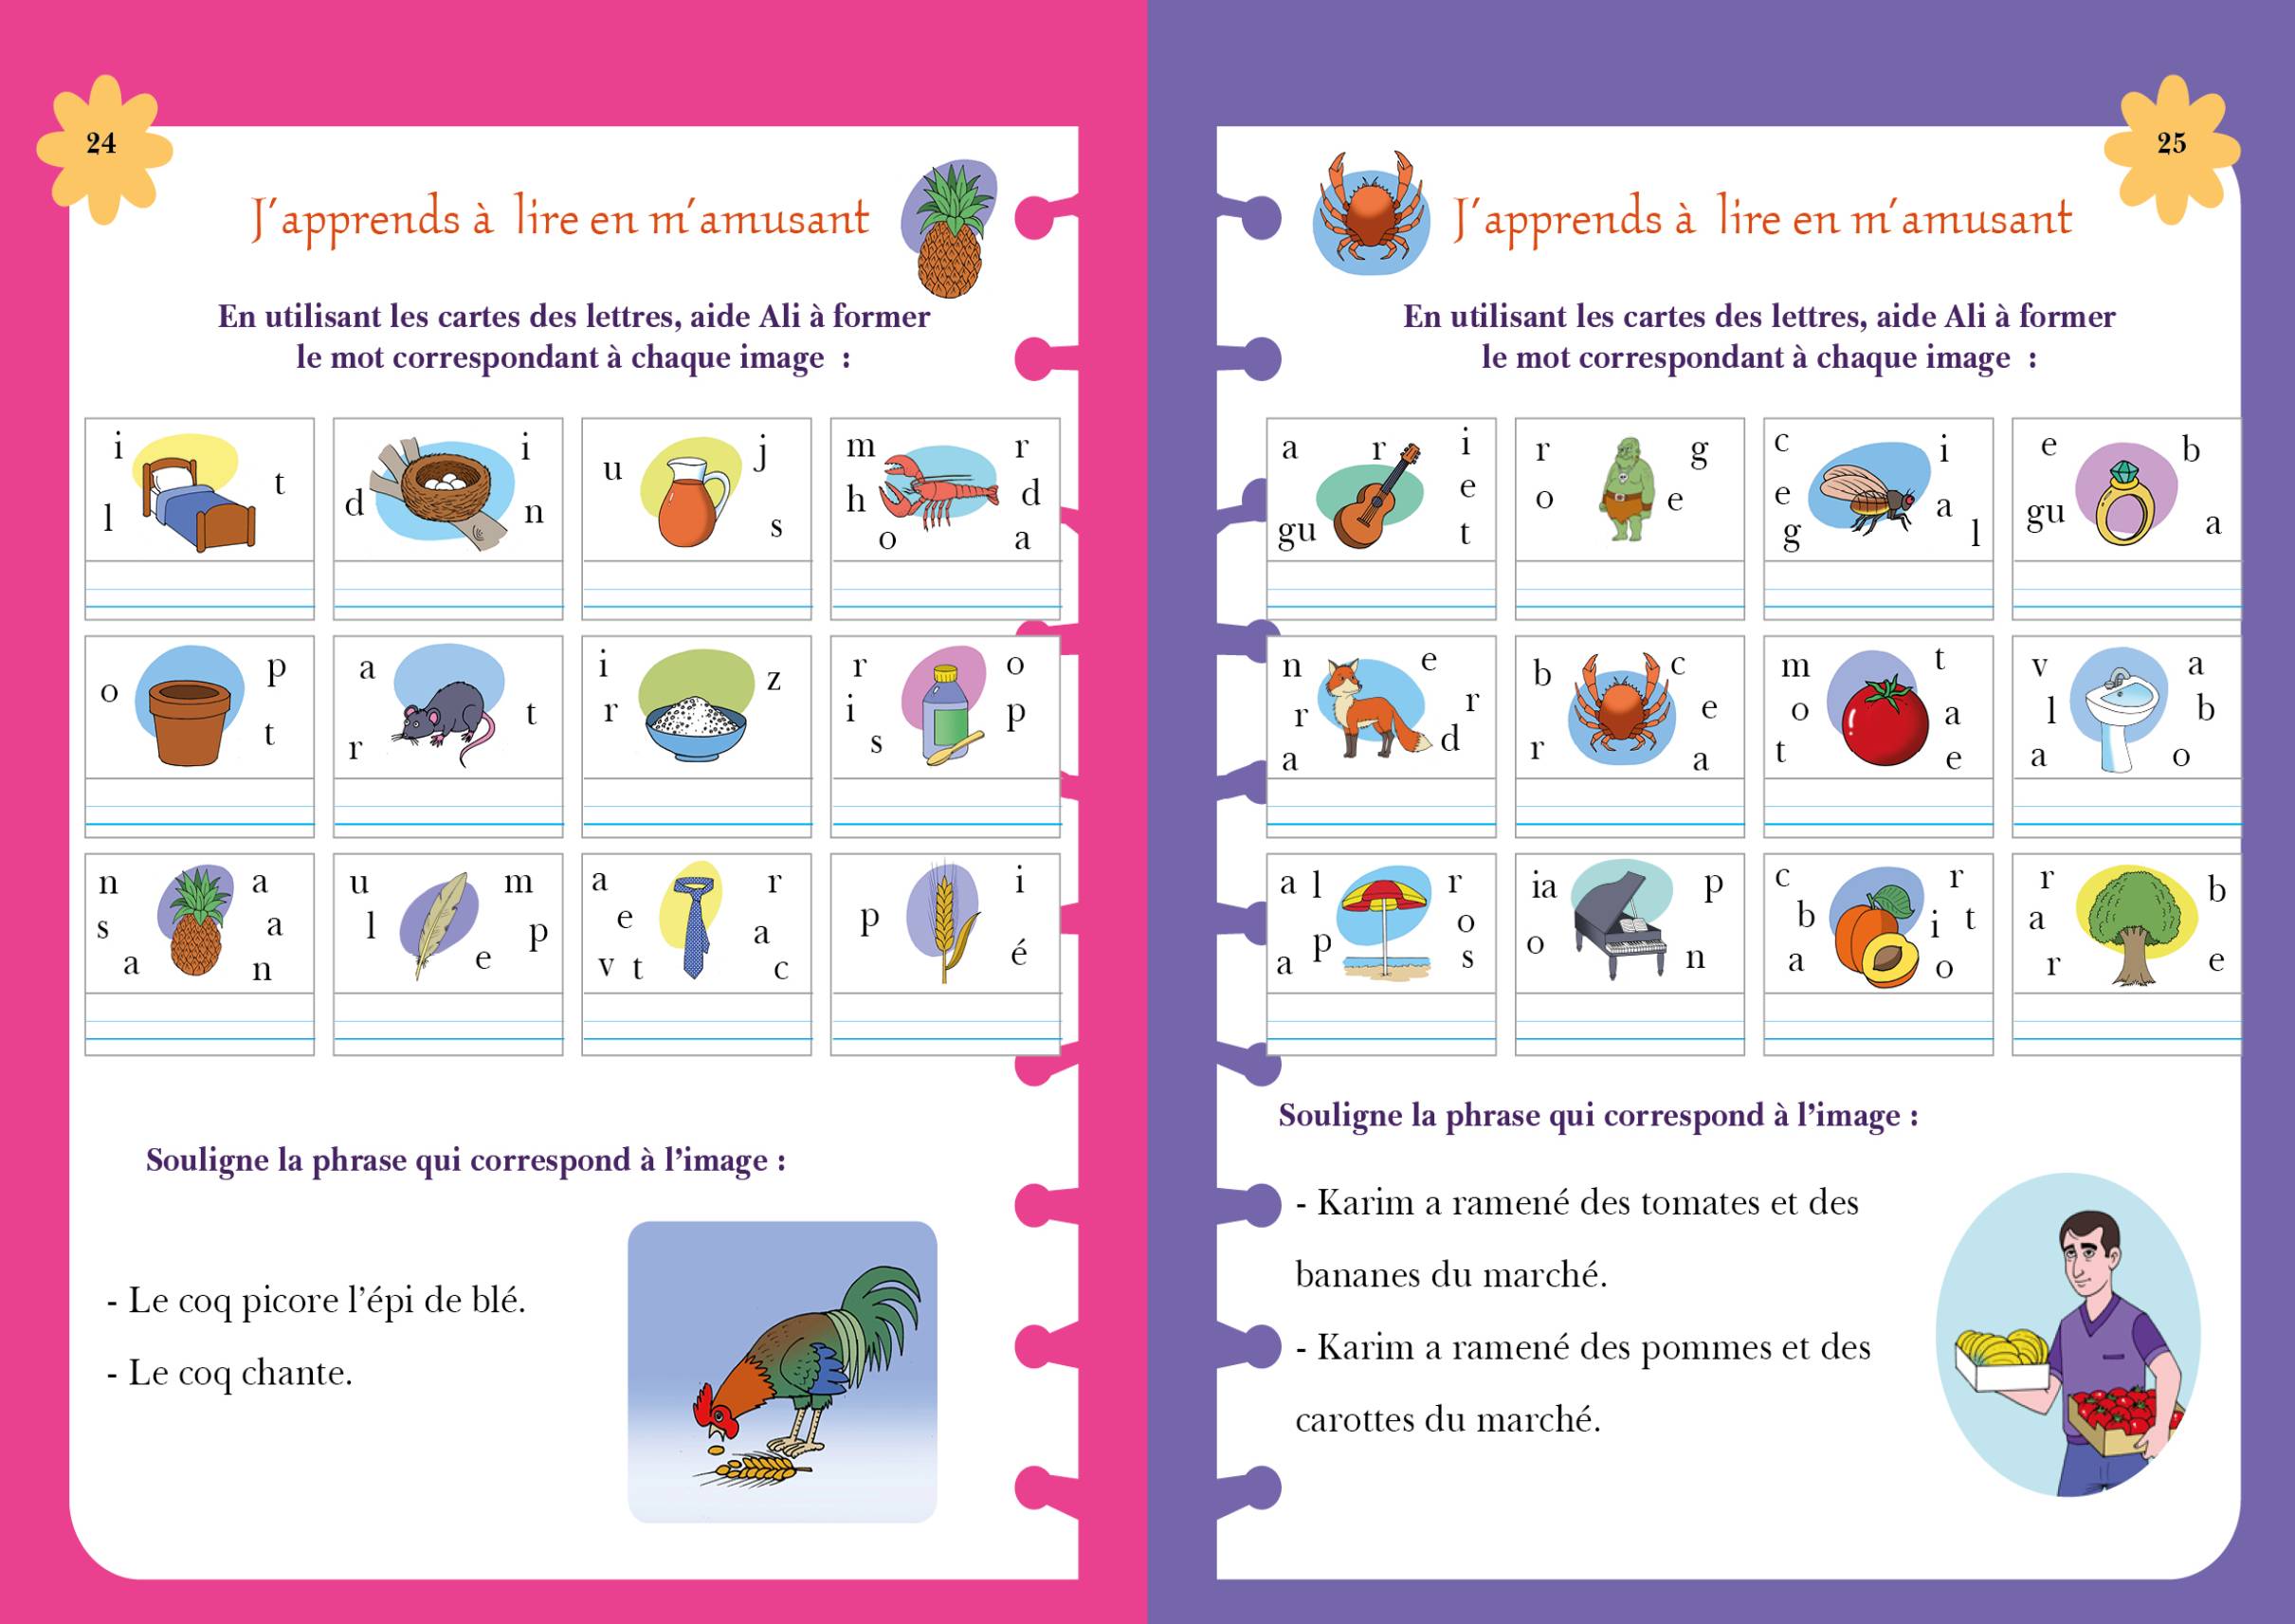 24
J'apprends à lire en m'amusant
En utilisant les cartes des lettres, aide Ali à former
le mot correspondant à chaque image :
i t l
i d n
u j s
m r h d o a
o p t
a t r
i z r
r o i p s
n a s a a n
u m l p e
a r e a v t c
p i é
Souligne la phrase qui correspond à l'image :
- Le coq picore l'épi de blé.
- Le coq chante.
25
J'apprends à lire en m'amusant
En utilisant les cartes des lettres, aide Ali à former
le mot correspondant à chaque image :
a r i e gu t
r g o e
c i e a g l
e b gu a
n e r r d a
b c e r a
m t o a t e
v a l b a o
a l r o p a s
ia p o n
c r b i t a o
r b a r e
Souligne la phrase qui correspond à l'image :
- Karim a ramené des tomates et des
bananes du marché.
- Karim a ramené des pommes et des
carottes du marché.